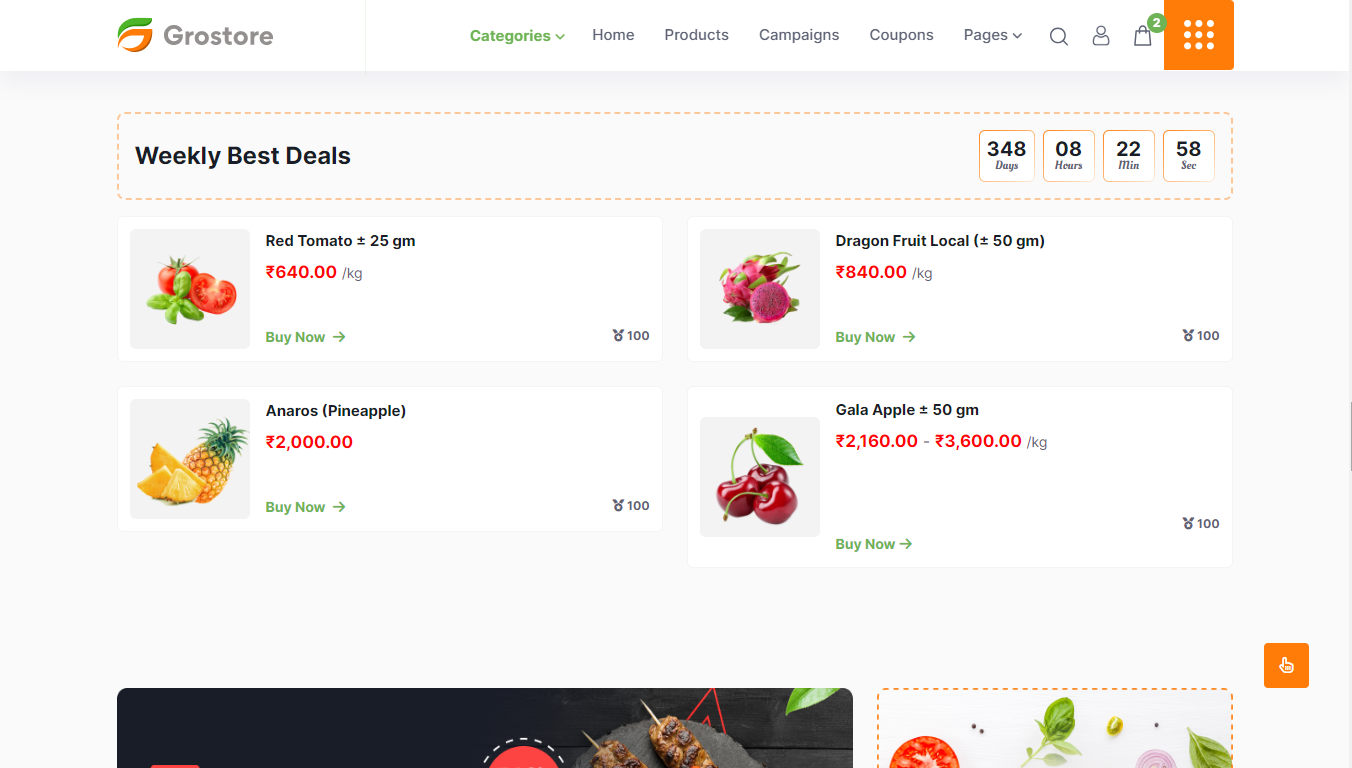 Grostore
Categories
Home
Products
Campaigns
Coupons
Pages
2
Weekly Best Deals
348 Days
08 Hours
22 Min
58 Sec
Red Tomato ± 25 gm
₹640.00 /kg
Buy Now
100
Dragon Fruit Local (± 50 gm)
₹840.00 /kg
Buy Now
100
Anaros (Pineapple)
₹2,000.00
Buy Now
100
Gala Apple ± 50 gm
₹2,160.00 - ₹3,600.00 /kg
100
Buy Now